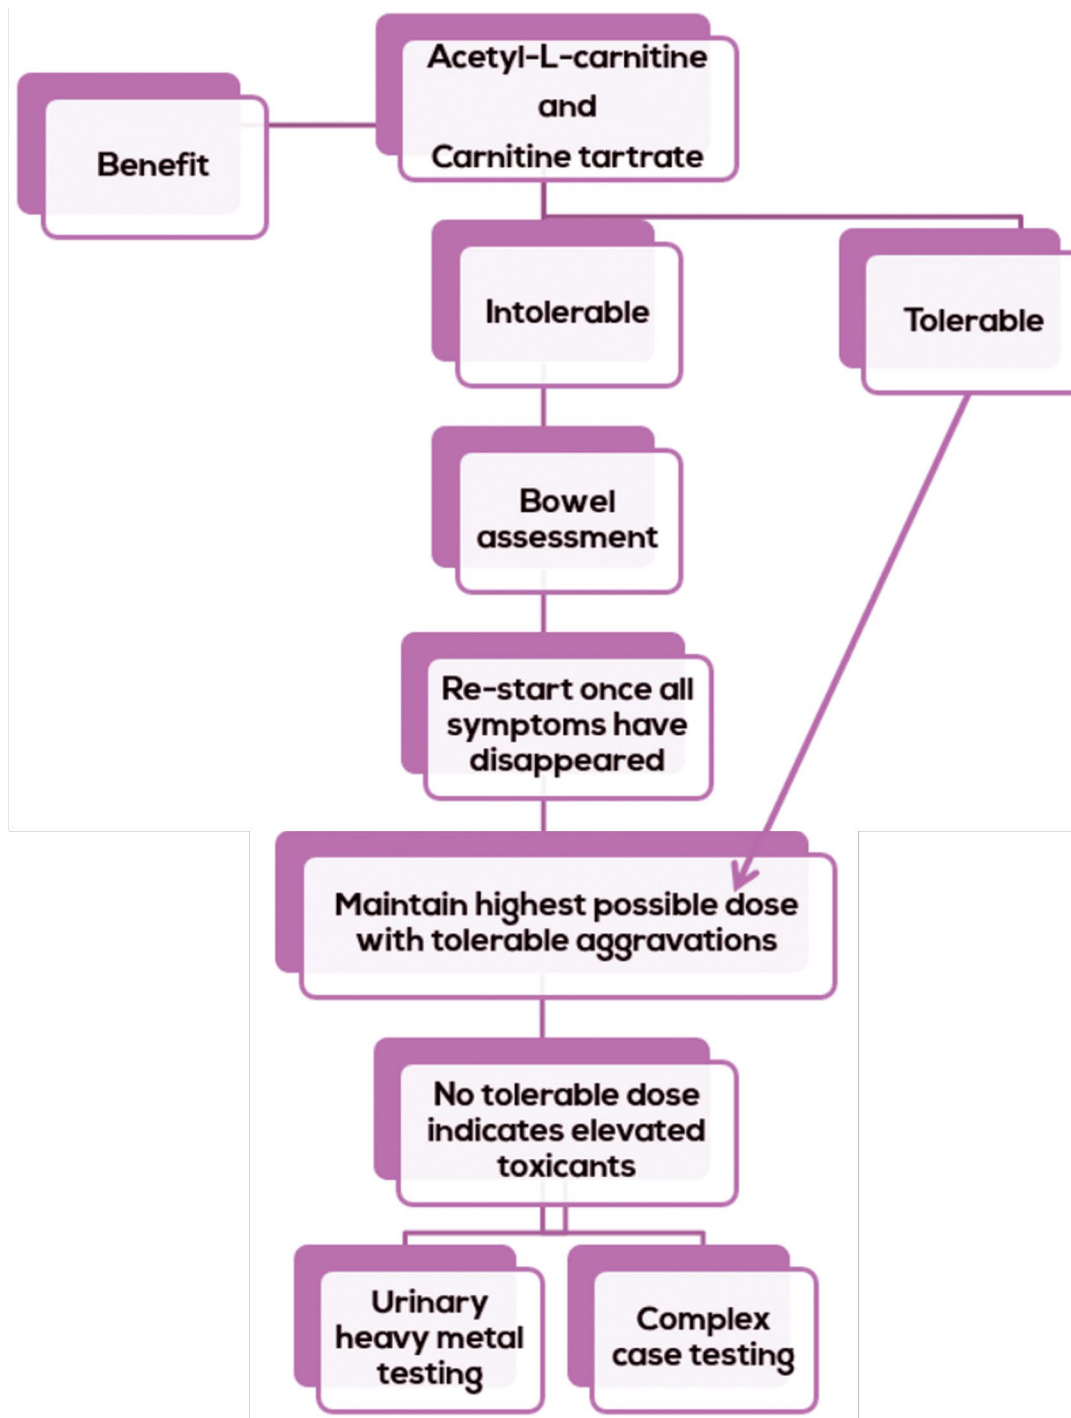 Acetyl-L-carnitine
and
Carnitine tartrate
Benefit
Intolerable
Tolerable
Bowel
assessment
Re-start once all
symptoms have
disappeared
Maintain highest possible dose
with tolerable aggravations
No tolerable dose
indicates elevated
toxicants
Urinary
heavy metal
testing
Complex
case testing